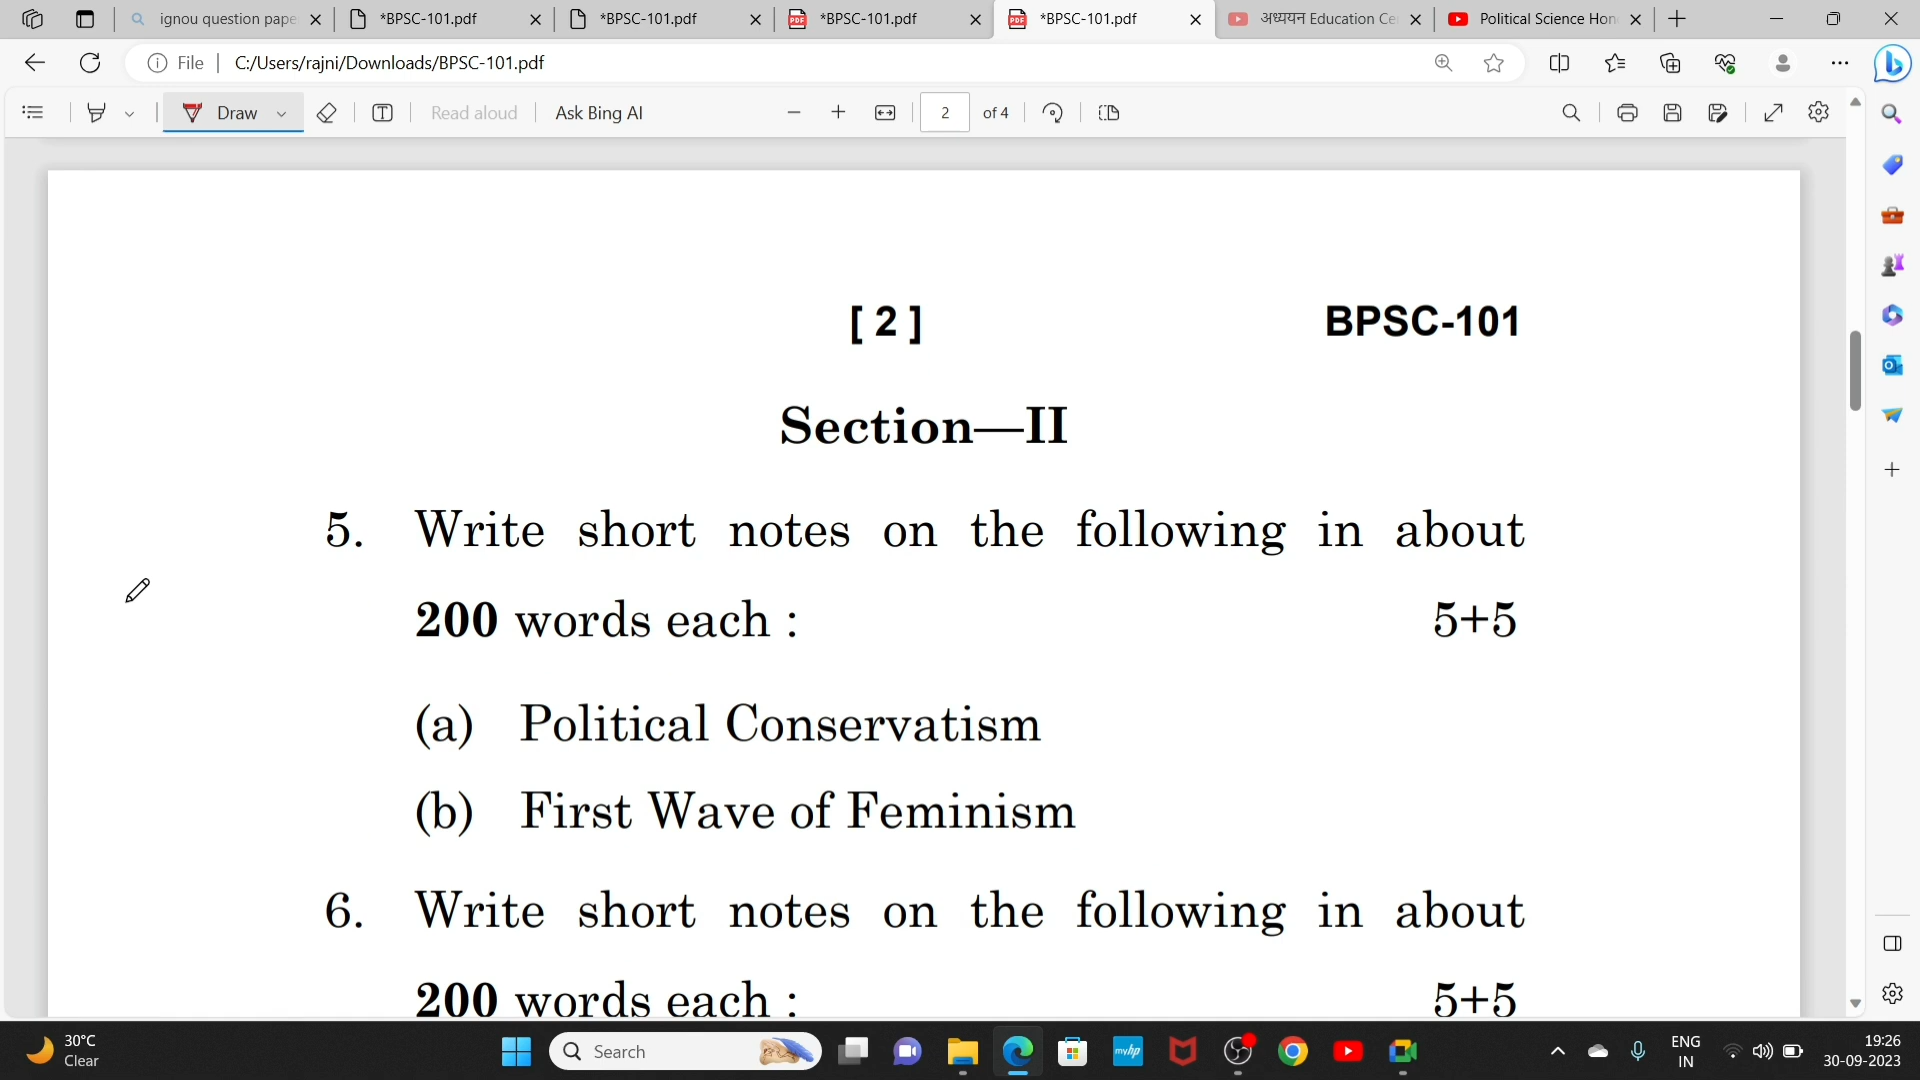 ignou question pape
*BPSC-101.pdf
*BPSC-101.pdf
*BPSC-101.pdf
*BPSC-101.pdf
अध्ययन Education Ce
Political Science Hon
File
C:/Users/rajni/Downloads/BPSC-101.pdf
Draw
Read aloud
Ask Bing AI
2 of 4
[ 2 ] BPSC-101
Section—II
5. Write short notes on the following in about
200 words each : 5+5
(a) Political Conservatism
(b) First Wave of Feminism
6. Write short notes on the following in about
200 words each : 5+5
30°C
Clear
Search
myhp
ENG
IN
19:26
30-09-2023